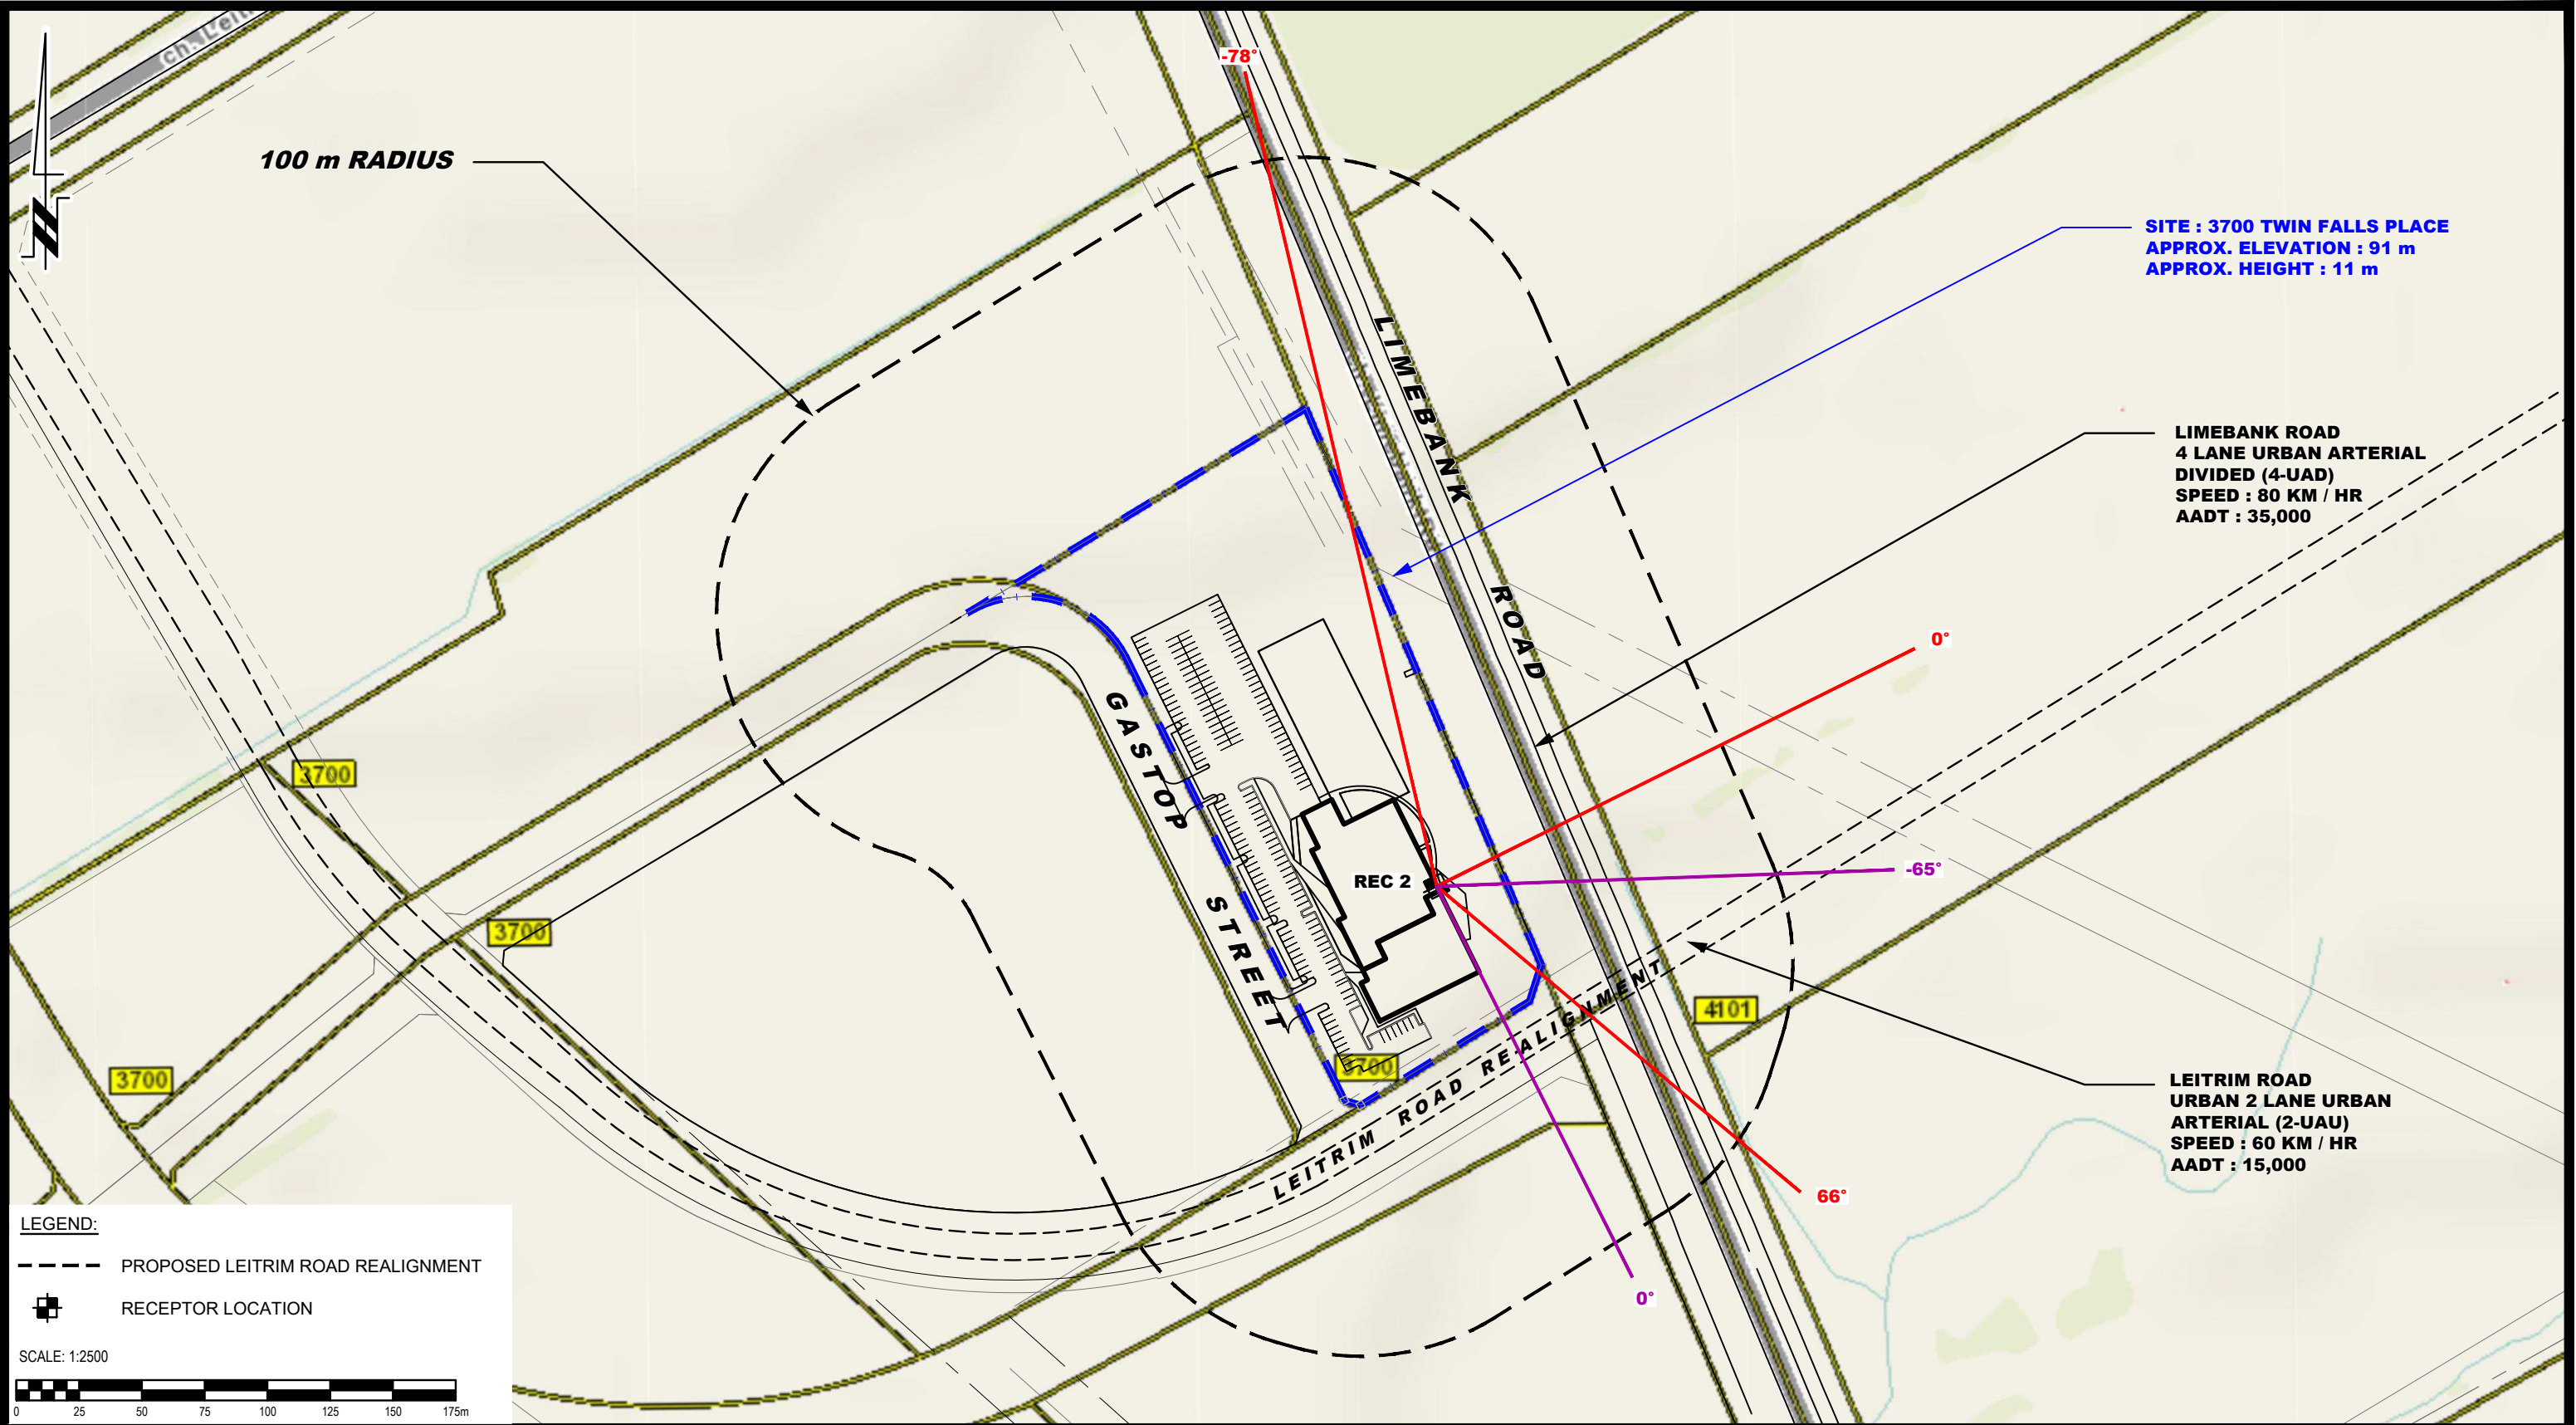 ch. Leit
-78°
100 m RADIUS
SITE : 3700 TWIN FALLS PLACE
APPROX. ELEVATION : 91 m
APPROX. HEIGHT : 11 m
LIMEBANK ROAD
4 LANE URBAN ARTERIAL
DIVIDED (4-UAD)
SPEED : 80 KM / HR
AADT : 35,000
LIMEBANK
ROAD
0°
GASTOP
STREET
3700
REC 2
-65°
3700
4101
3700
3700
LEITRIM ROAD REALIGNMENT
LEITRIM ROAD
URBAN 2 LANE URBAN
ARTERIAL (2-UAU)
SPEED : 60 KM / HR
AADT : 15,000
66°
0°
LEGEND:
PROPOSED LEITRIM ROAD REALIGNMENT
RECEPTOR LOCATION
SCALE: 1:2500
0 25 50 75 100 125 150 175m